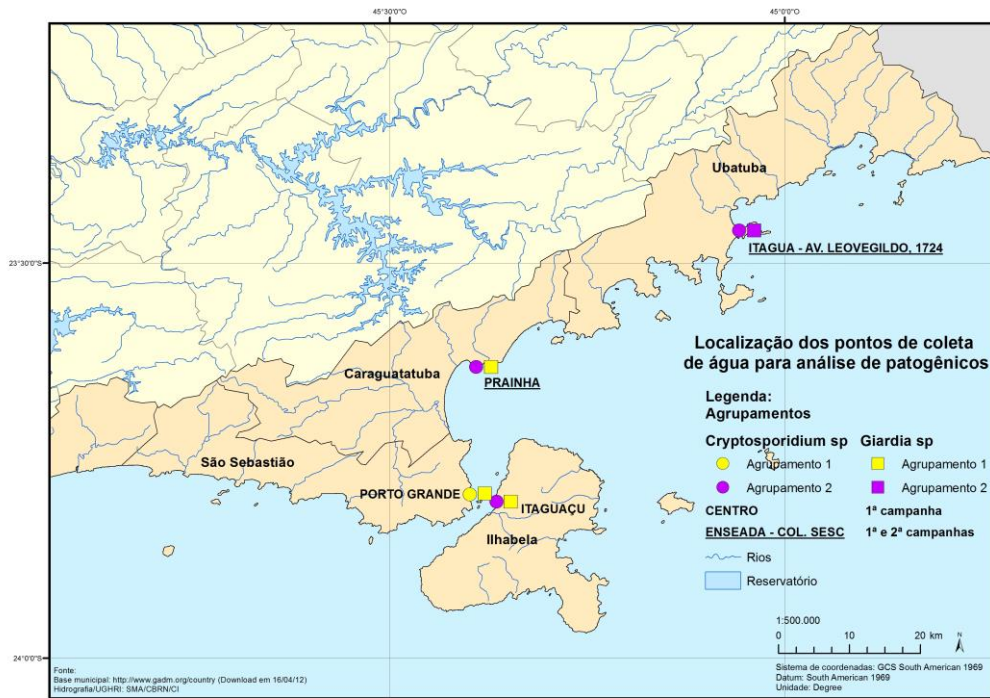 45°30'0"O
45°0'0"O
Ubatuba
ITAGUA - AV. LEOVEGILDO, 1724
23°30'0"S
Localização dos pontos de coleta
de água para análise de patogênicos
Caraguatatuba
PRAINHA
Legenda:
Agrupamentos
Cryptosporidium sp
Giardia sp
São Sebastião
Agrupamento 1
Agrupamento 1
PORTO GRANDE
Agrupamento 2
Agrupamento 2
ITAGUAÇU
CENTRO
1ª campanha
Ilhabela
ENSEADA - COL. SESC
1ª e 2ª campanhas
Rios
Reservatório
1:500.000
0 10 20 km
N
24°0'0"S
Fonte:
Base municipal: http://www.gadm.org/country (Download em 16/04/12)
Hidrografia/UGHRI: SMA/CBRN/CI
Sistema de coordenadas: GCS South American 1969
Datum: South American 1969
Unidade: Degree